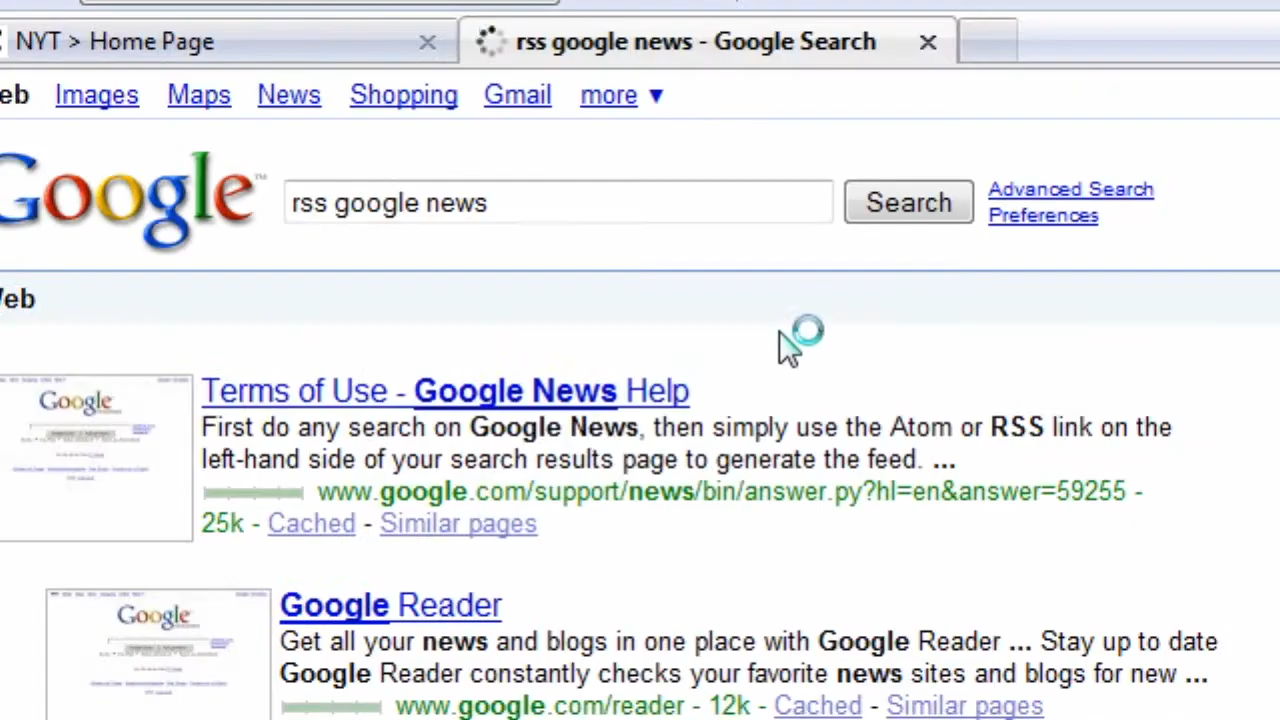 NYT > Home Page
rss google news - Google Search
eb Images Maps News Shopping Gmail more
Google™
rss google news
Search
Advanced Search
Preferences
eb
Google
Terms of Use - Google News Help
First do any search on Google News, then simply use the Atom or RSS link on the
left-hand side of your search results page to generate the feed. ...
www.google.com/support/news/bin/answer.py?hl=en&answer=59255 -
25k - Cached - Similar pages
Google
Google Reader
Get all your news and blogs in one place with Google Reader ... Stay up to date
Google Reader constantly checks your favorite news sites and blogs for new ...
www.google.com/reader - 12k - Cached - Similar pages